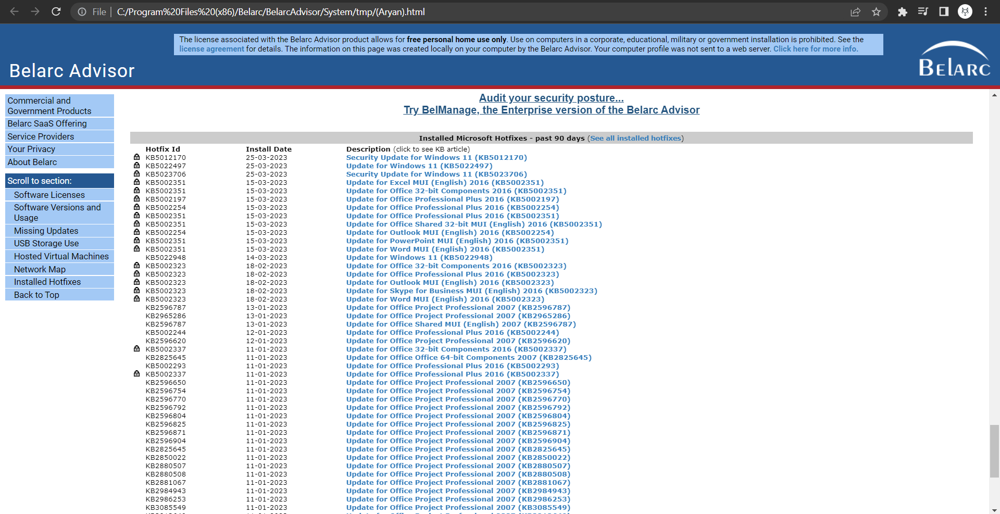 File C:/Program%20Files%20(x86)/Belarc/BelarcAdvisor/System/tmp/(Aryan).html
The license associated with the Belarc Advisor product allows for free personal home use only. Use on computers in a corporate, educational, military or government installation is prohibited. See the
license agreement for details. The information on this page was created locally on your computer by the Belarc Advisor. Your computer profile was not sent to a web server. Click here for more info.
Belarc Advisor
BELARC
Commercial and
Government Products
Belarc SaaS Offering
Service Providers
Your Privacy
About Belarc
Scroll to section:
Software Licenses
Software Versions and
Usage
Missing Updates
USB Storage Use
Hosted Virtual Machines
Network Map
Installed Hotfixes
Back to Top
Audit your security posture...
Try BelManage, the Enterprise version of the Belarc Advisor
Installed Microsoft Hotfixes - past 90 days (See all installed hotfixes)
Hotfix Id Install Date Description (click to see KB article)
KB5012170 25-03-2023 Security Update for Windows 11 (KB5012170)
KB5022497 25-03-2023 Update for Windows 11 (KB5022497)
KB5023706 25-03-2023 Security Update for Windows 11 (KB5023706)
KB5002351 15-03-2023 Update for Excel MUI (English) 2016 (KB5002351)
KB5002351 15-03-2023 Update for Office 32-bit Components 2016 (KB5002351)
KB5002197 15-03-2023 Update for Office Professional Plus 2016 (KB5002197)
KB5002254 15-03-2023 Update for Office Professional Plus 2016 (KB5002254)
KB5002351 15-03-2023 Update for Office Professional Plus 2016 (KB5002351)
KB5002351 15-03-2023 Update for Office Shared 32-bit MUI (English) 2016 (KB5002351)
KB5002254 15-03-2023 Update for Outlook MUI (English) 2016 (KB5002254)
KB5002351 15-03-2023 Update for PowerPoint MUI (English) 2016 (KB5002351)
KB5002351 15-03-2023 Update for Word MUI (English) 2016 (KB5002351)
KB5022948 14-03-2023 Update for Windows 11 (KB5022948)
KB5002323 18-02-2023 Update for Office 32-bit Components 2016 (KB5002323)
KB5002323 18-02-2023 Update for Office Professional Plus 2016 (KB5002323)
KB5002323 18-02-2023 Update for Outlook MUI (English) 2016 (KB5002323)
KB5002323 18-02-2023 Update for Skype for Business MUI (English) 2016 (KB5002323)
KB5002323 18-02-2023 Update for Word MUI (English) 2016 (KB5002323)
KB2596787 13-01-2023 Update for Office Project Professional 2007 (KB2596787)
KB2965286 13-01-2023 Update for Office Project Professional 2007 (KB2965286)
KB2596787 13-01-2023 Update for Office Shared MUI (English) 2007 (KB2596787)
KB5002244 12-01-2023 Update for Office Professional Plus 2016 (KB5002244)
KB2596620 12-01-2023 Update for Office Project Professional 2007 (KB2596620)
KB5002337 11-01-2023 Update for Office 32-bit Components 2016 (KB5002337)
KB2825645 11-01-2023 Update for Office Office 64-bit Components 2007 (KB2825645)
KB5002293 11-01-2023 Update for Office Professional Plus 2016 (KB5002293)
KB5002337 11-01-2023 Update for Office Professional Plus 2016 (KB5002337)
KB2596650 11-01-2023 Update for Office Project Professional 2007 (KB2596650)
KB2596754 11-01-2023 Update for Office Project Professional 2007 (KB2596754)
KB2596770 11-01-2023 Update for Office Project Professional 2007 (KB2596770)
KB2596792 11-01-2023 Update for Office Project Professional 2007 (KB2596792)
KB2596804 11-01-2023 Update for Office Project Professional 2007 (KB2596804)
KB2596825 11-01-2023 Update for Office Project Professional 2007 (KB2596825)
KB2596871 11-01-2023 Update for Office Project Professional 2007 (KB2596871)
KB2596904 11-01-2023 Update for Office Project Professional 2007 (KB2596904)
KB2825645 11-01-2023 Update for Office Project Professional 2007 (KB2825645)
KB2850022 11-01-2023 Update for Office Project Professional 2007 (KB2850022)
KB2880507 11-01-2023 Update for Office Project Professional 2007 (KB2880507)
KB2880508 11-01-2023 Update for Office Project Professional 2007 (KB2880508)
KB2881067 11-01-2023 Update for Office Project Professional 2007 (KB2881067)
KB2984943 11-01-2023 Update for Office Project Professional 2007 (KB2984943)
KB2986253 11-01-2023 Update for Office Project Professional 2007 (KB2986253)
KB3085549 11-01-2023 Update for Office Project Professional 2007 (KB3085549)